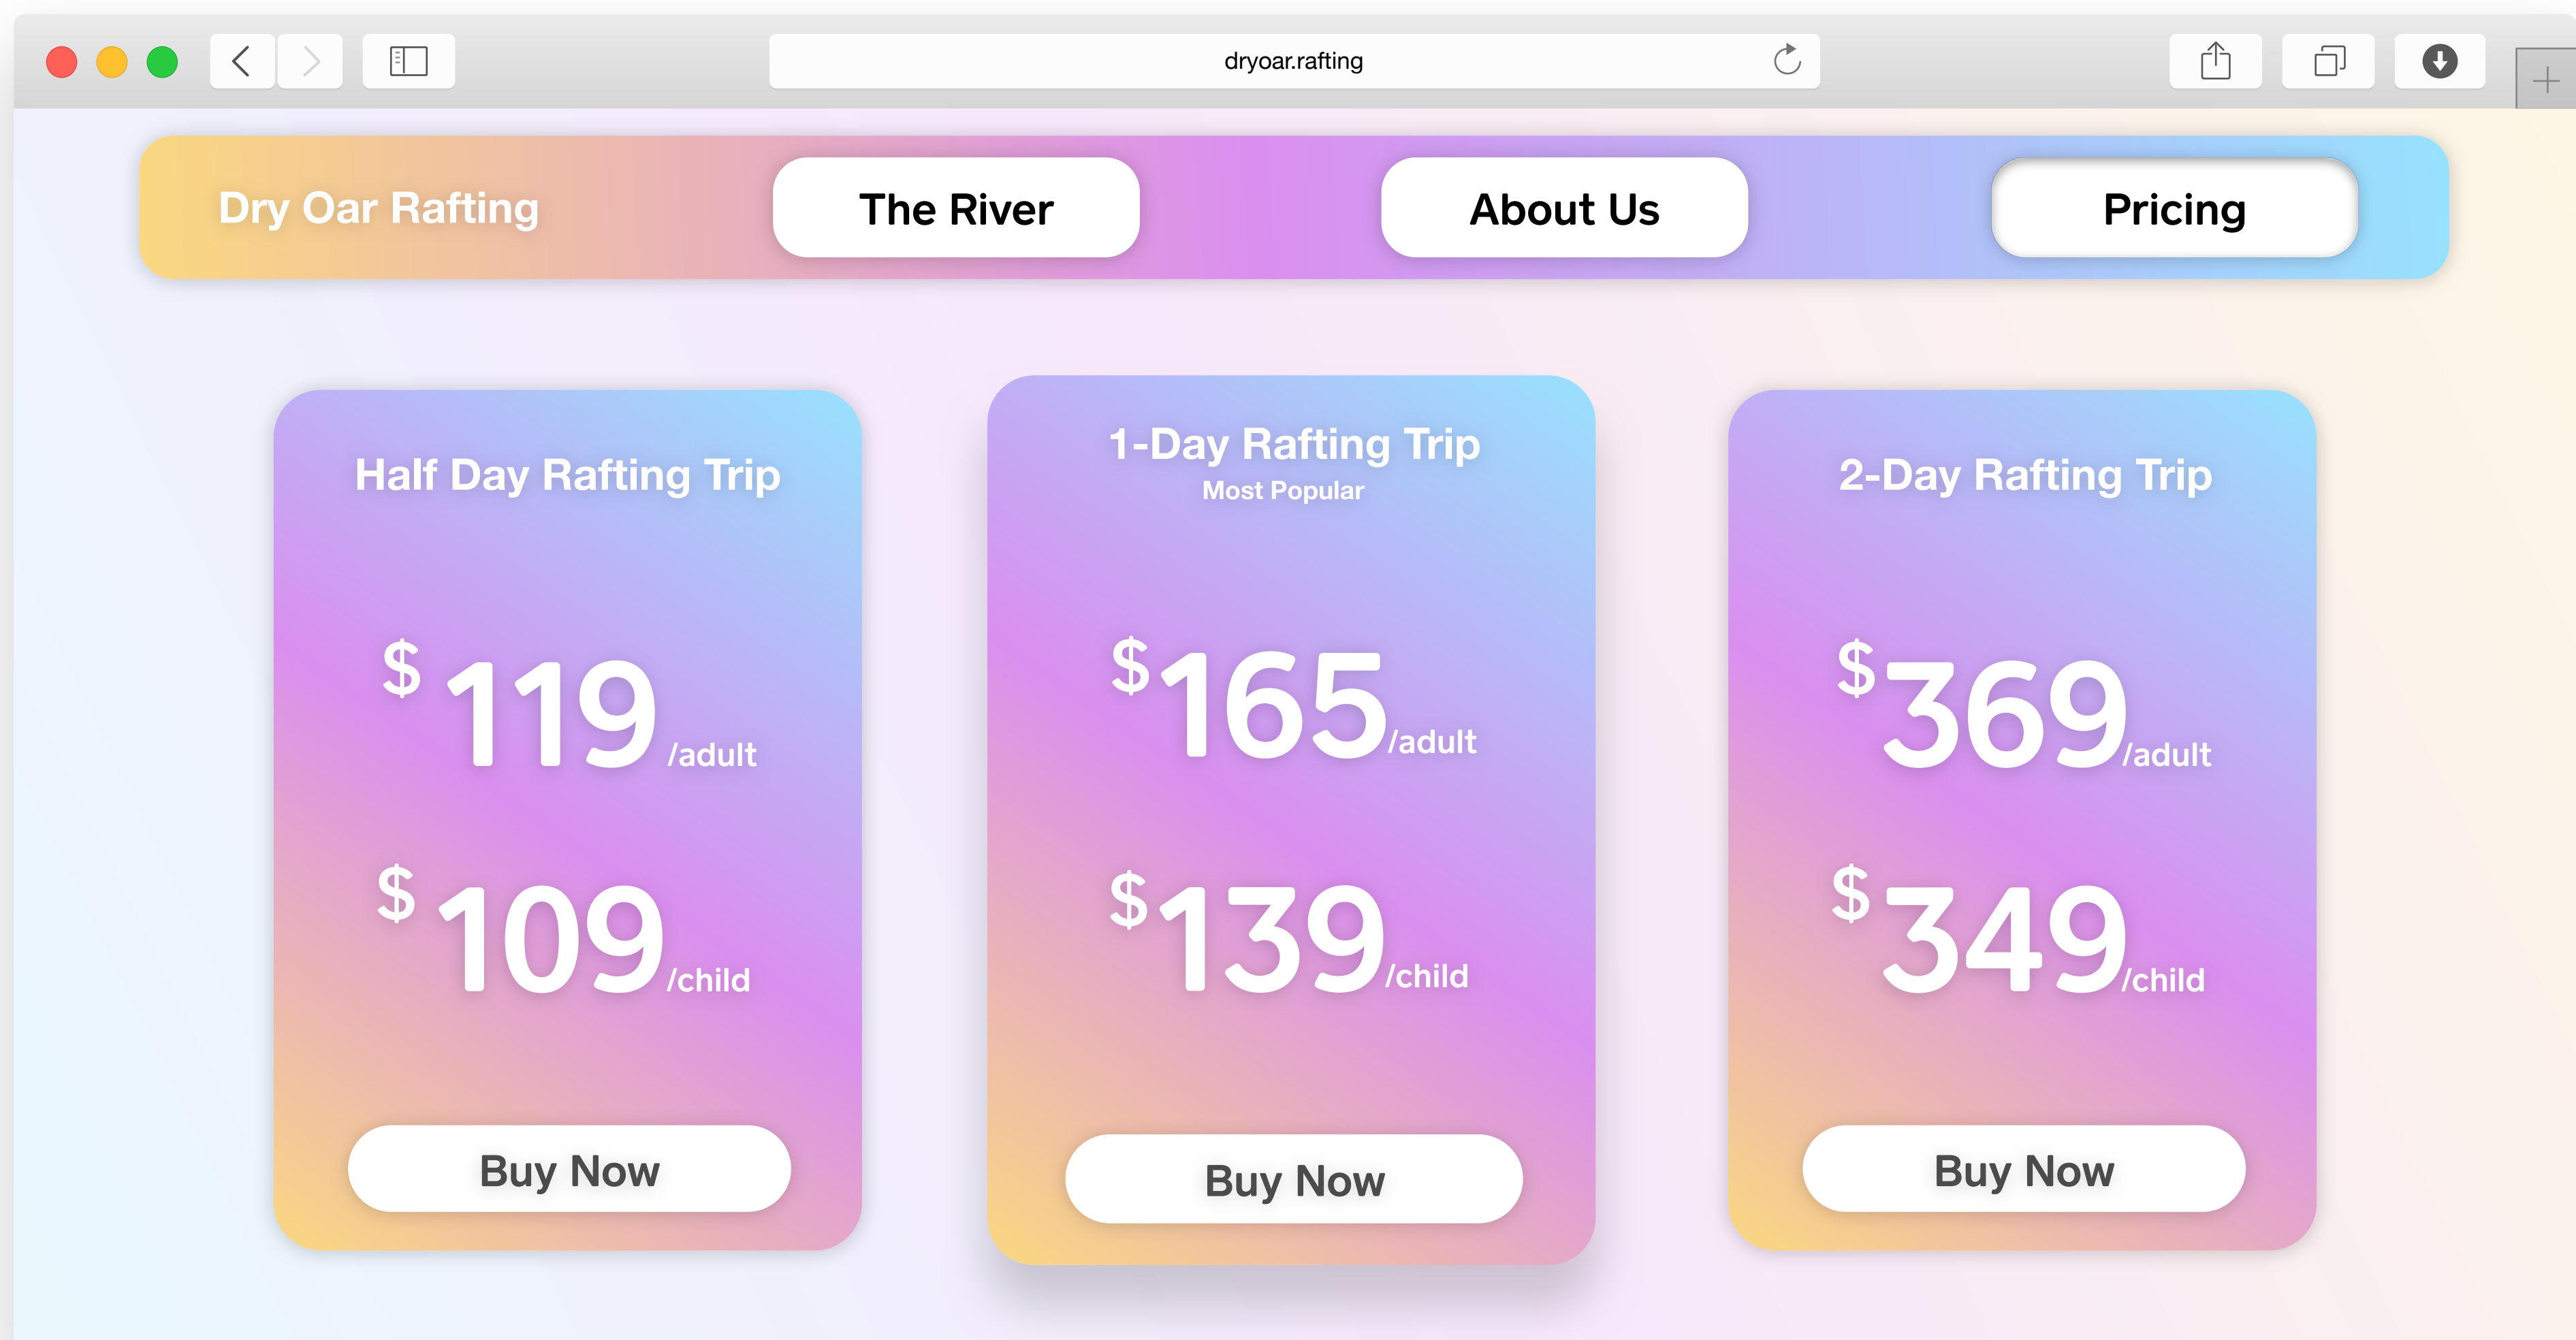 dryoar.rafting
Dry Oar Rafting
The River
About Us
Pricing
Half Day Rafting Trip
$119/adult
$109/child
Buy Now
1-Day Rafting Trip
Most Popular
$165/adult
$139/child
Buy Now
2-Day Rafting Trip
$369/adult
$349/child
Buy Now